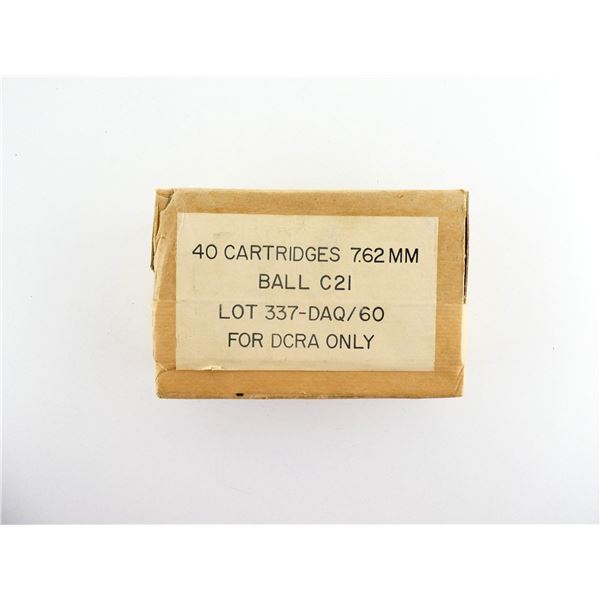 40 CARTRIDGES 7.62 MM
BALL C21
LOT 337-DAQ/60
FOR DCRA ONLY